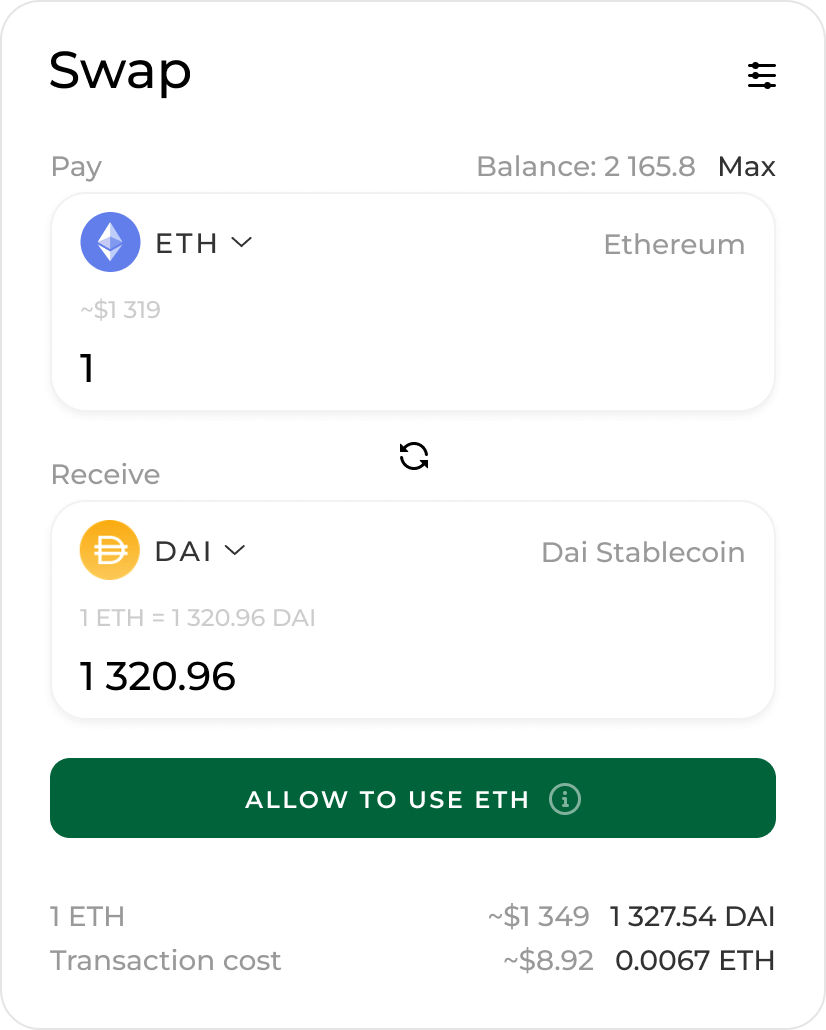 Swap
Pay Balance: 2 165.8 Max
ETH Ethereum
~$1 319
1
Receive
DAI Dai Stablecoin
1 ETH = 1 320.96 DAI
1 320.96
ALLOW TO USE ETH i
1 ETH ~$1 349 1 327.54 DAI
Transaction cost ~$8.92 0.0067 ETH